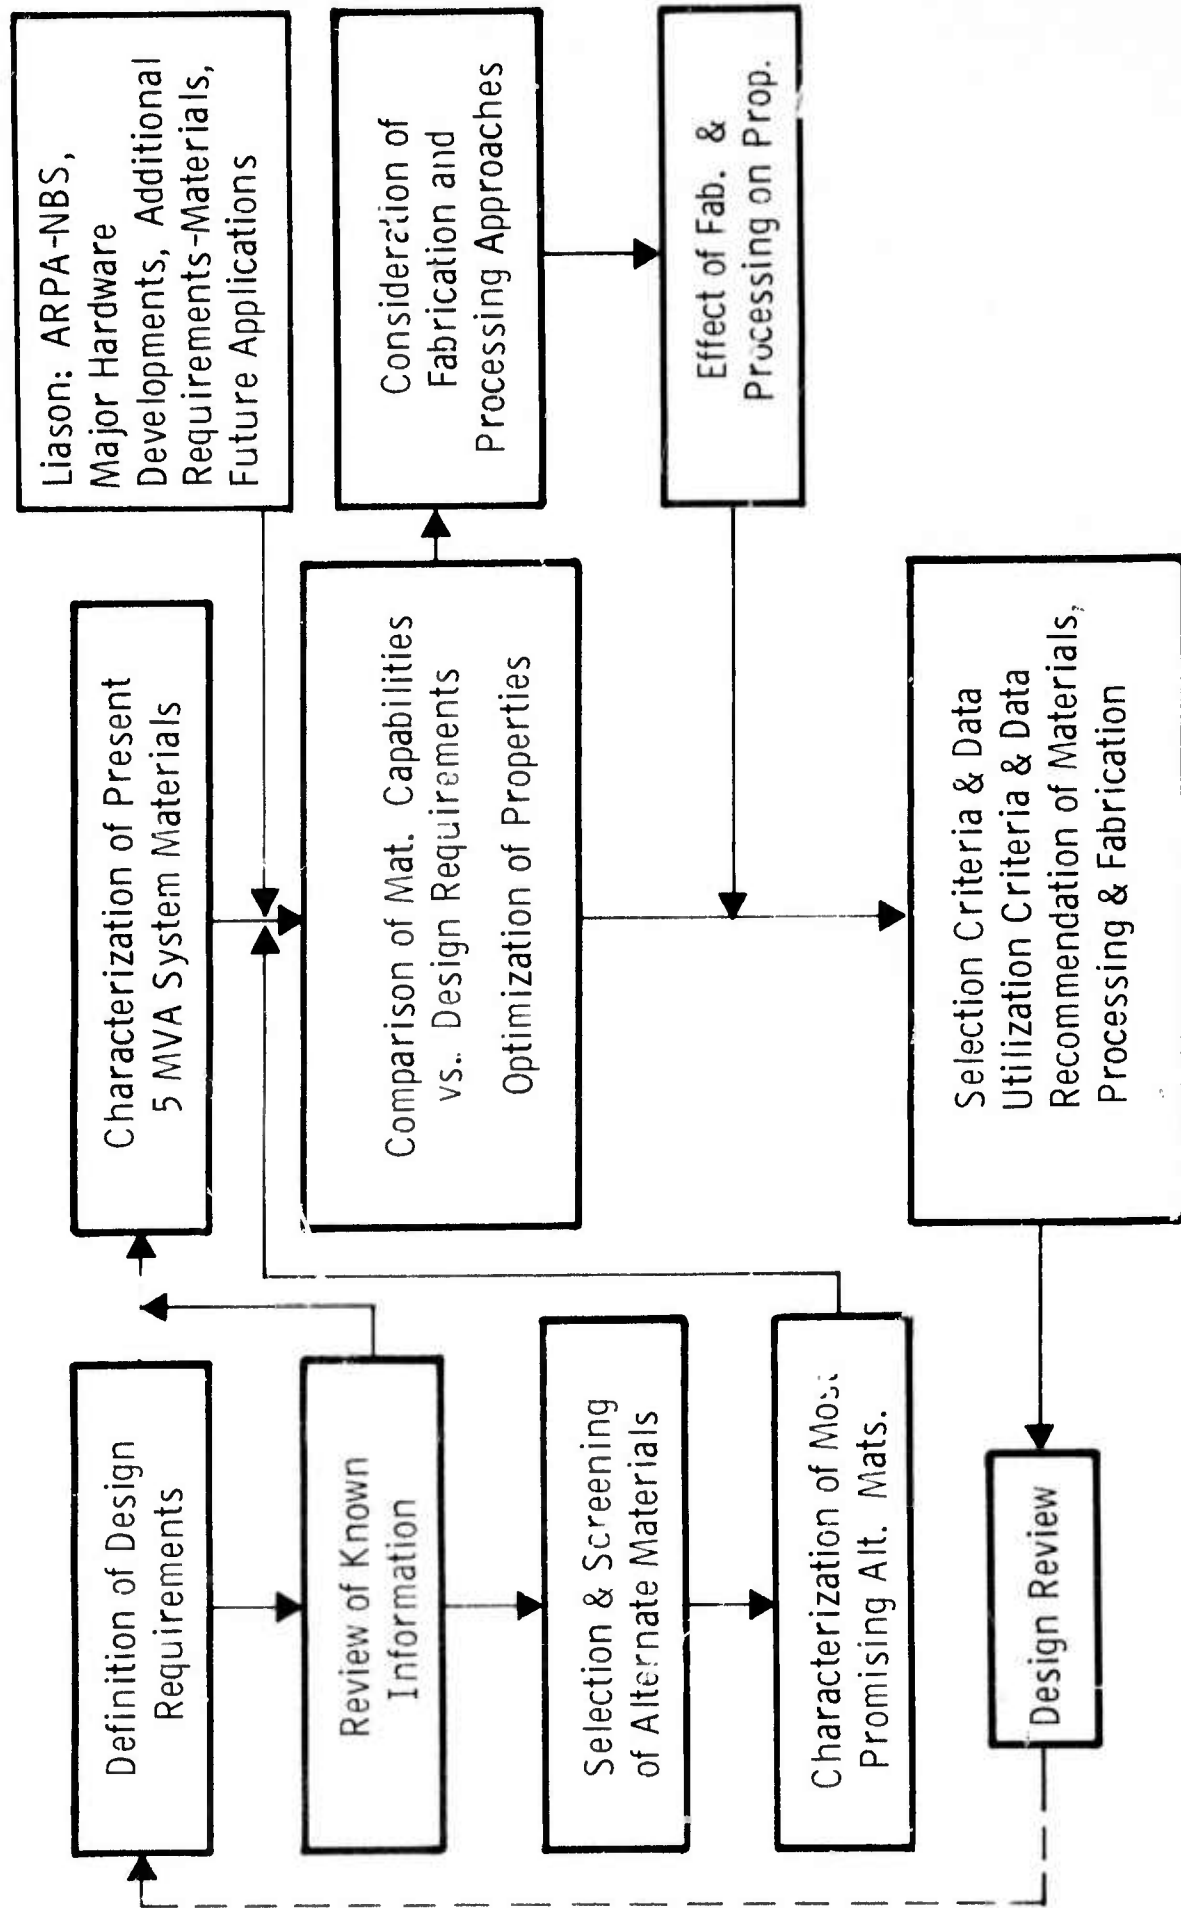 Definition of Design
Requirements
Review of Known
Information
Selection & Screening
of Alternate Materials
Characterization of Most
Promising Alt. Mats.
Design Review
Characterization of Present
5 MVA System Materials
Comparison of Mat. Capabilities
vs.. Design Requirements
Optimization of Properties
Selection Criteria & Data
Utilization Criteria & Data
Recommendation of Materials,
Processing & Fabrication
Liason: ARPA-NBS,
Major Hardware
Developments, Additional
Requirements-Materials,
Future Applications
Consideration of
Fabrication and
Processing Approaches
Effect of Fab. &
Processing on Prop.